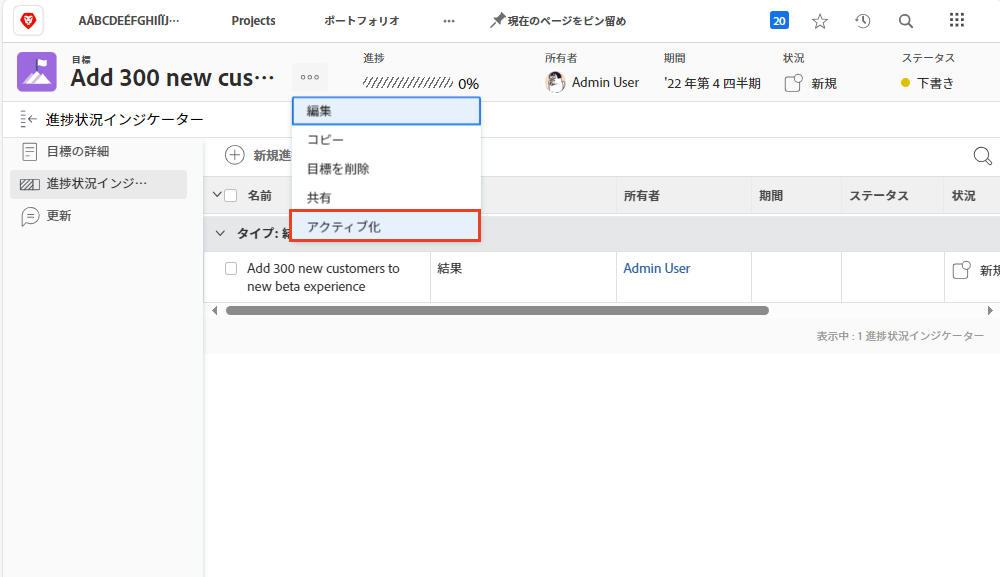 AÁBCDEÉFGHIÍÏJ···
Projects
ポートフォリオ
現在のページをピン留め
20
目標
Add 300 new cus···
進捗
0%
所有者
Admin User
期間
'22 年第 4 四半期
状況
新規
ステータス
下書き
進捗状況インジケーター
編集
コピー
目標を削除
共有
アクティブ化
目標の詳細
進捗状況インジ···
更新
新規進
名前
所有者
期間
ステータス
状況
タイプ: 結
Add 300 new customers to
new beta experience
結果
Admin User
新規
表示中 : 1 進捗状況インジケーター